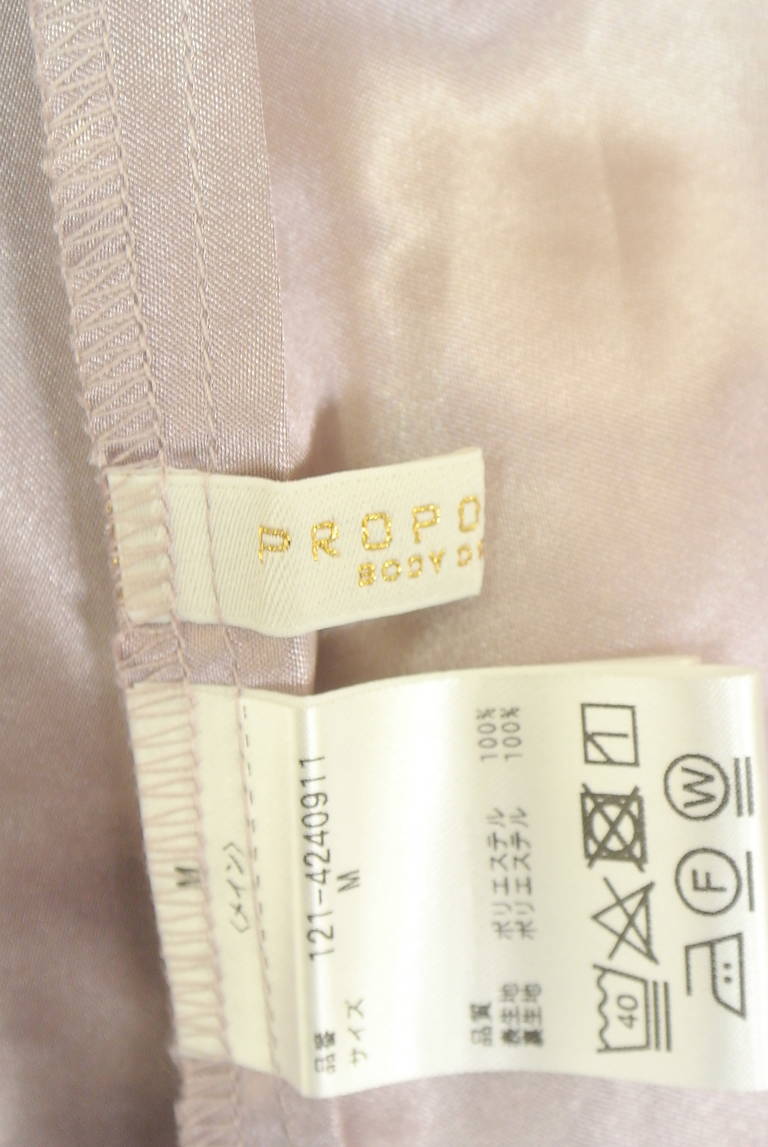 PROPO
BODY DR
M
〈メイン〉
品番 121-4240911
サイズ M
品質
表生地 ポリエステル 100%
裏生地 ポリエステル 100%
40
F
W